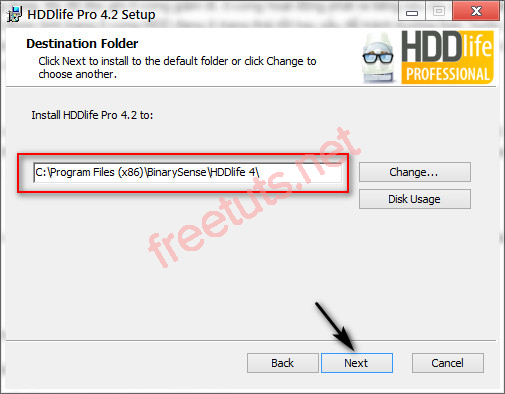 HDDlife Pro 4.2 Setup
Destination Folder
Click Next to install to the default folder or click Change to
choose another.
HDDlife
PROFESSIONAL
Install HDDlife Pro 4.2 to:
C:\Program Files (x86)\BinarySense\HDDlife 4\
Change...
Disk Usage
freetuts.net
Back
Next
Cancel